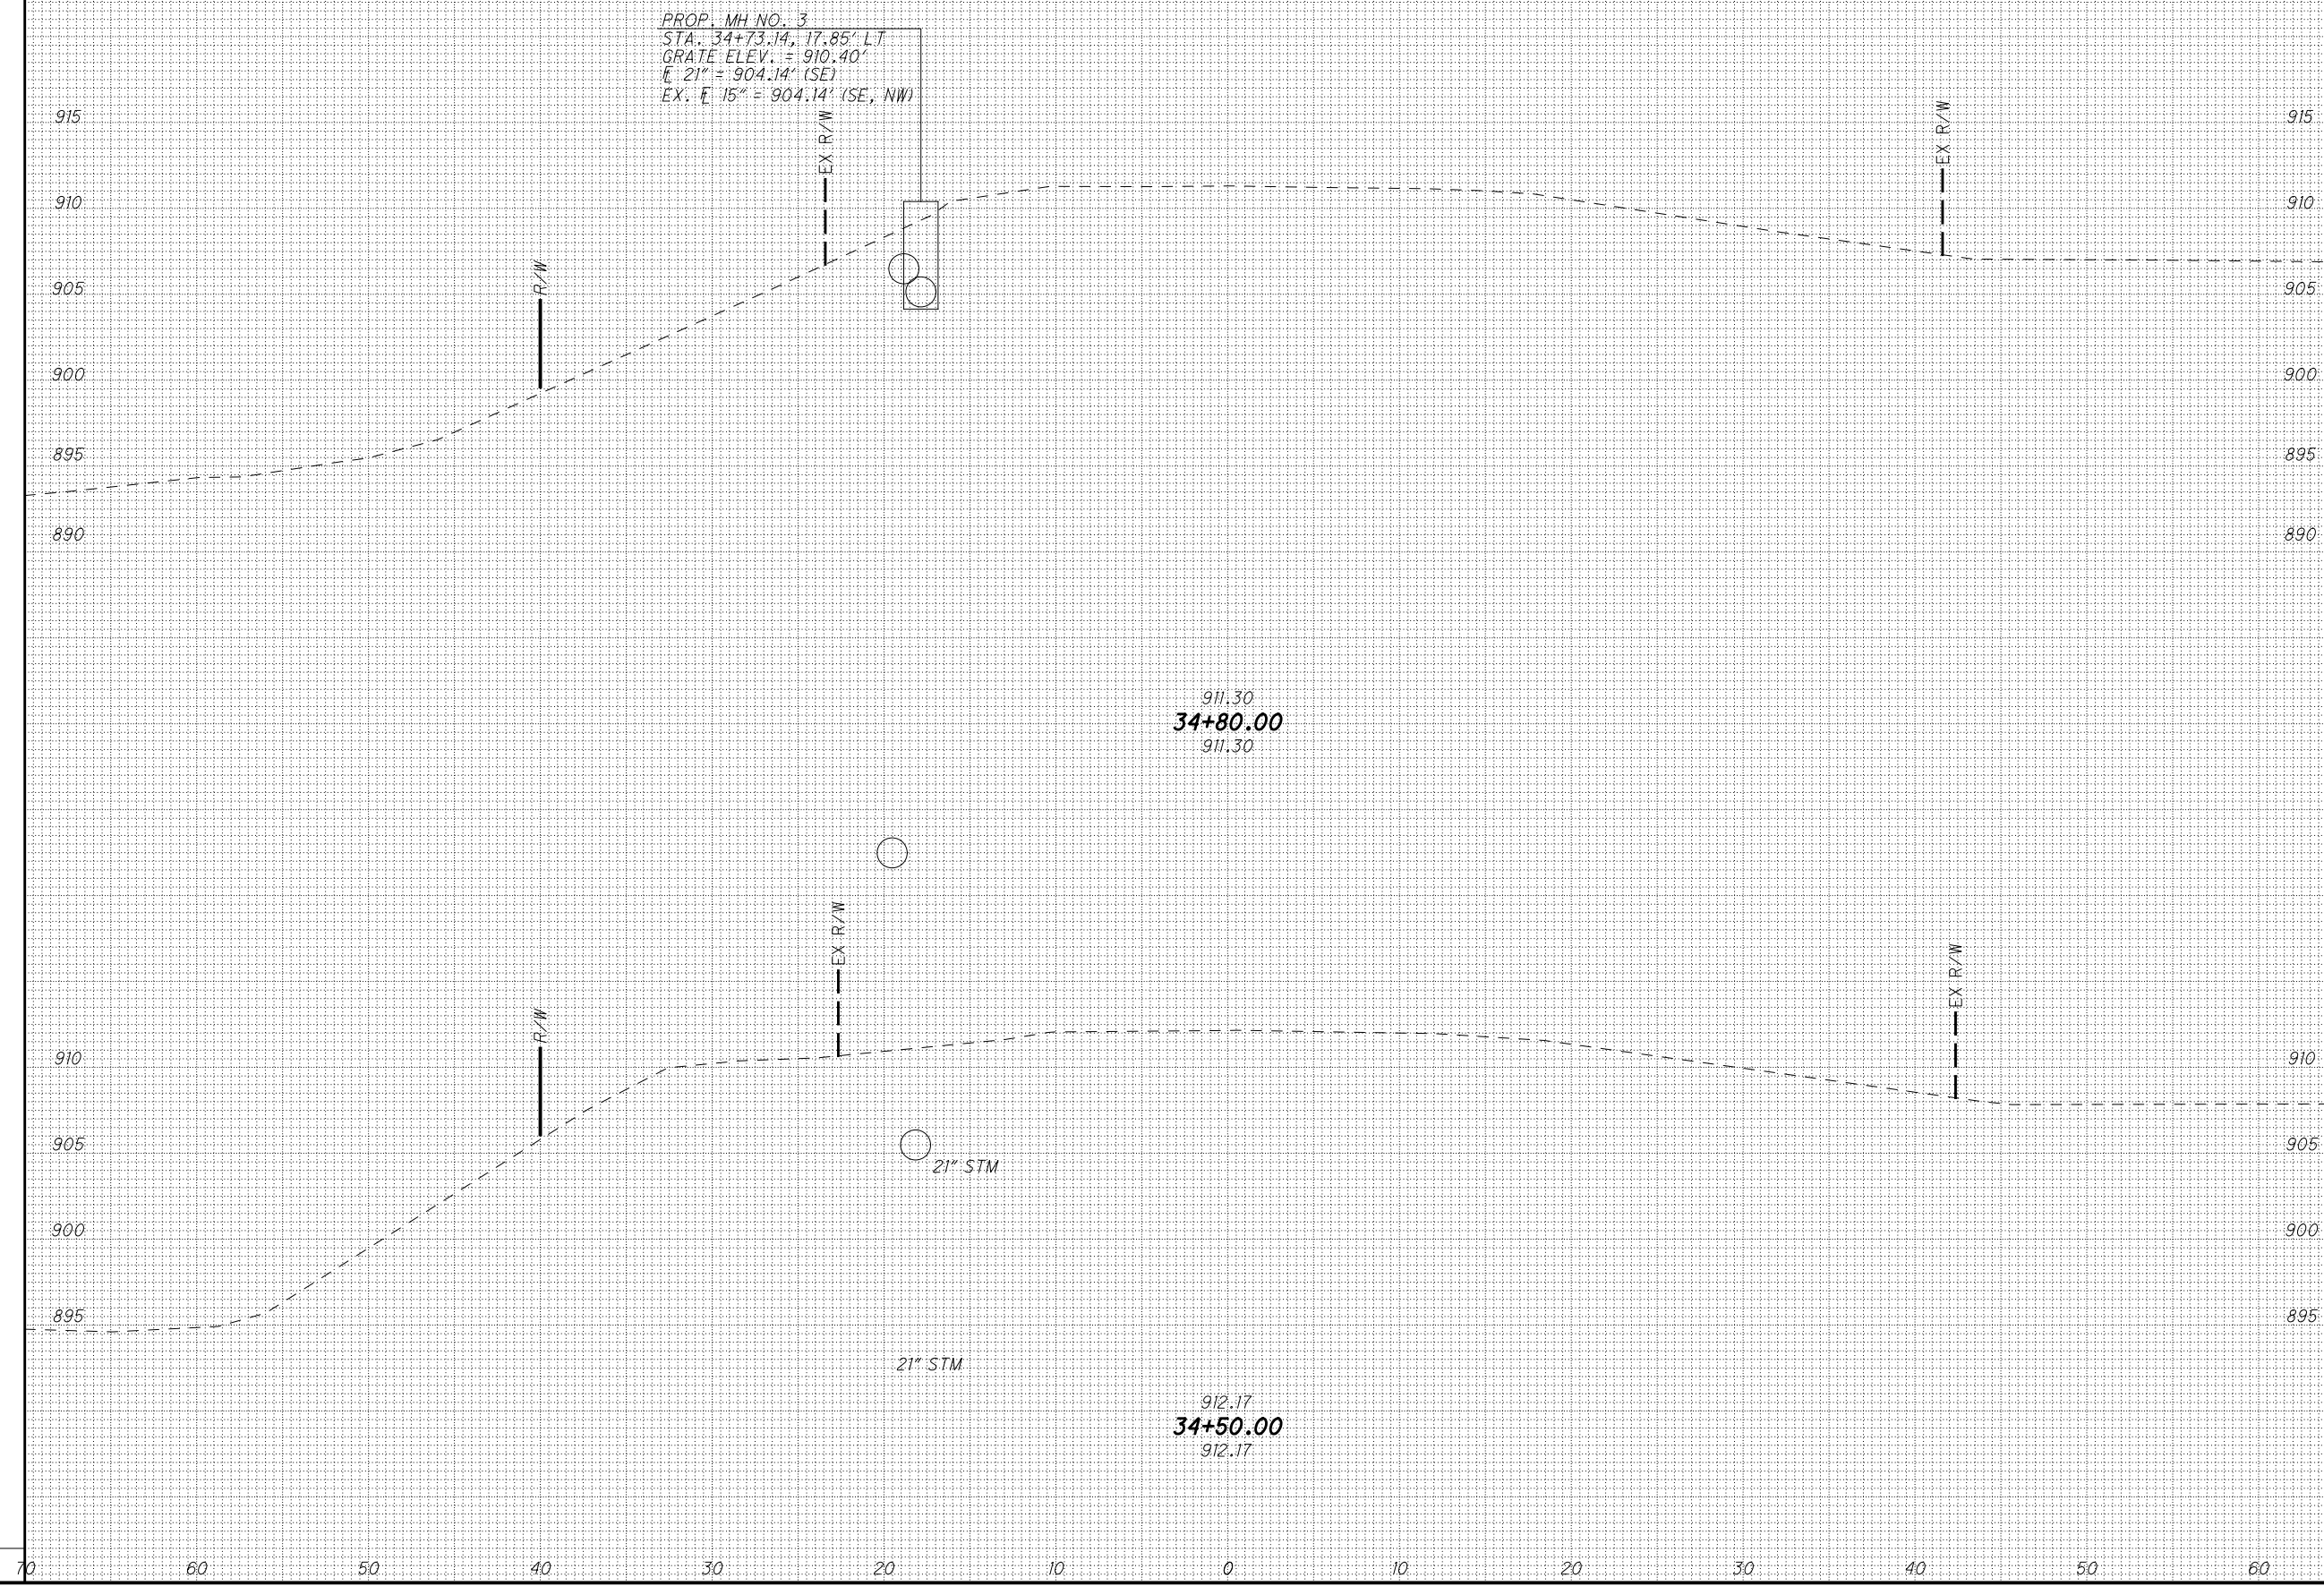 PROP. MH NO. 3
STA. 34+73.14, 17.85' LT
GRATE ELEV. = 910.40'
℄ 21" = 904.14' (SE)
EX. ℄ 15" = 904.14' (SE, NW)
915 915
EX R/W EX R/W
910 910
R/W
905 905
900 900
895 895
890 890
911.30
34+80.00
911.30
EX R/W
EX R/W
R/W
910 910
905 905
21" STM
900 900
895 895
21" STM
912.17
34+50.00
912.17
70 60 50 40 30 20 10 0 10 20 30 40 50 60